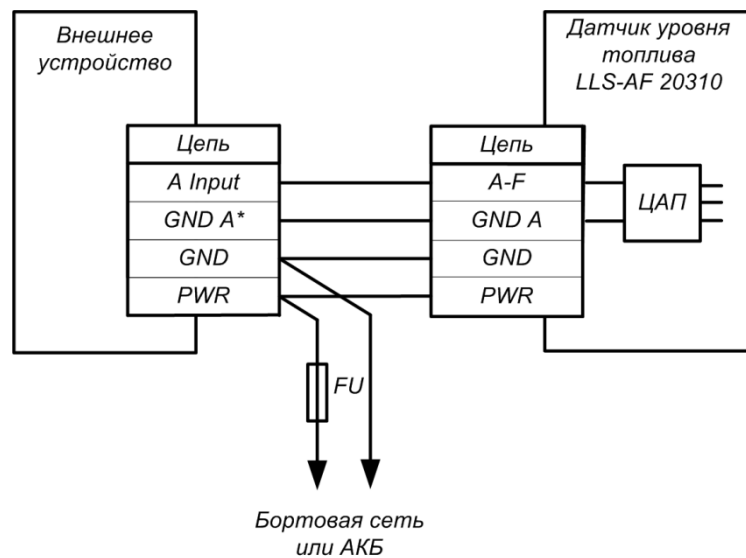 Внешнее
устройство
Датчик уровня
топлива
LLS-AF 20310
Цепь
A Input
GND A*
GND
PWR
Цепь
A-F
GND A
GND
PWR
ЦАП
FU
Бортовая сеть
или АКБ